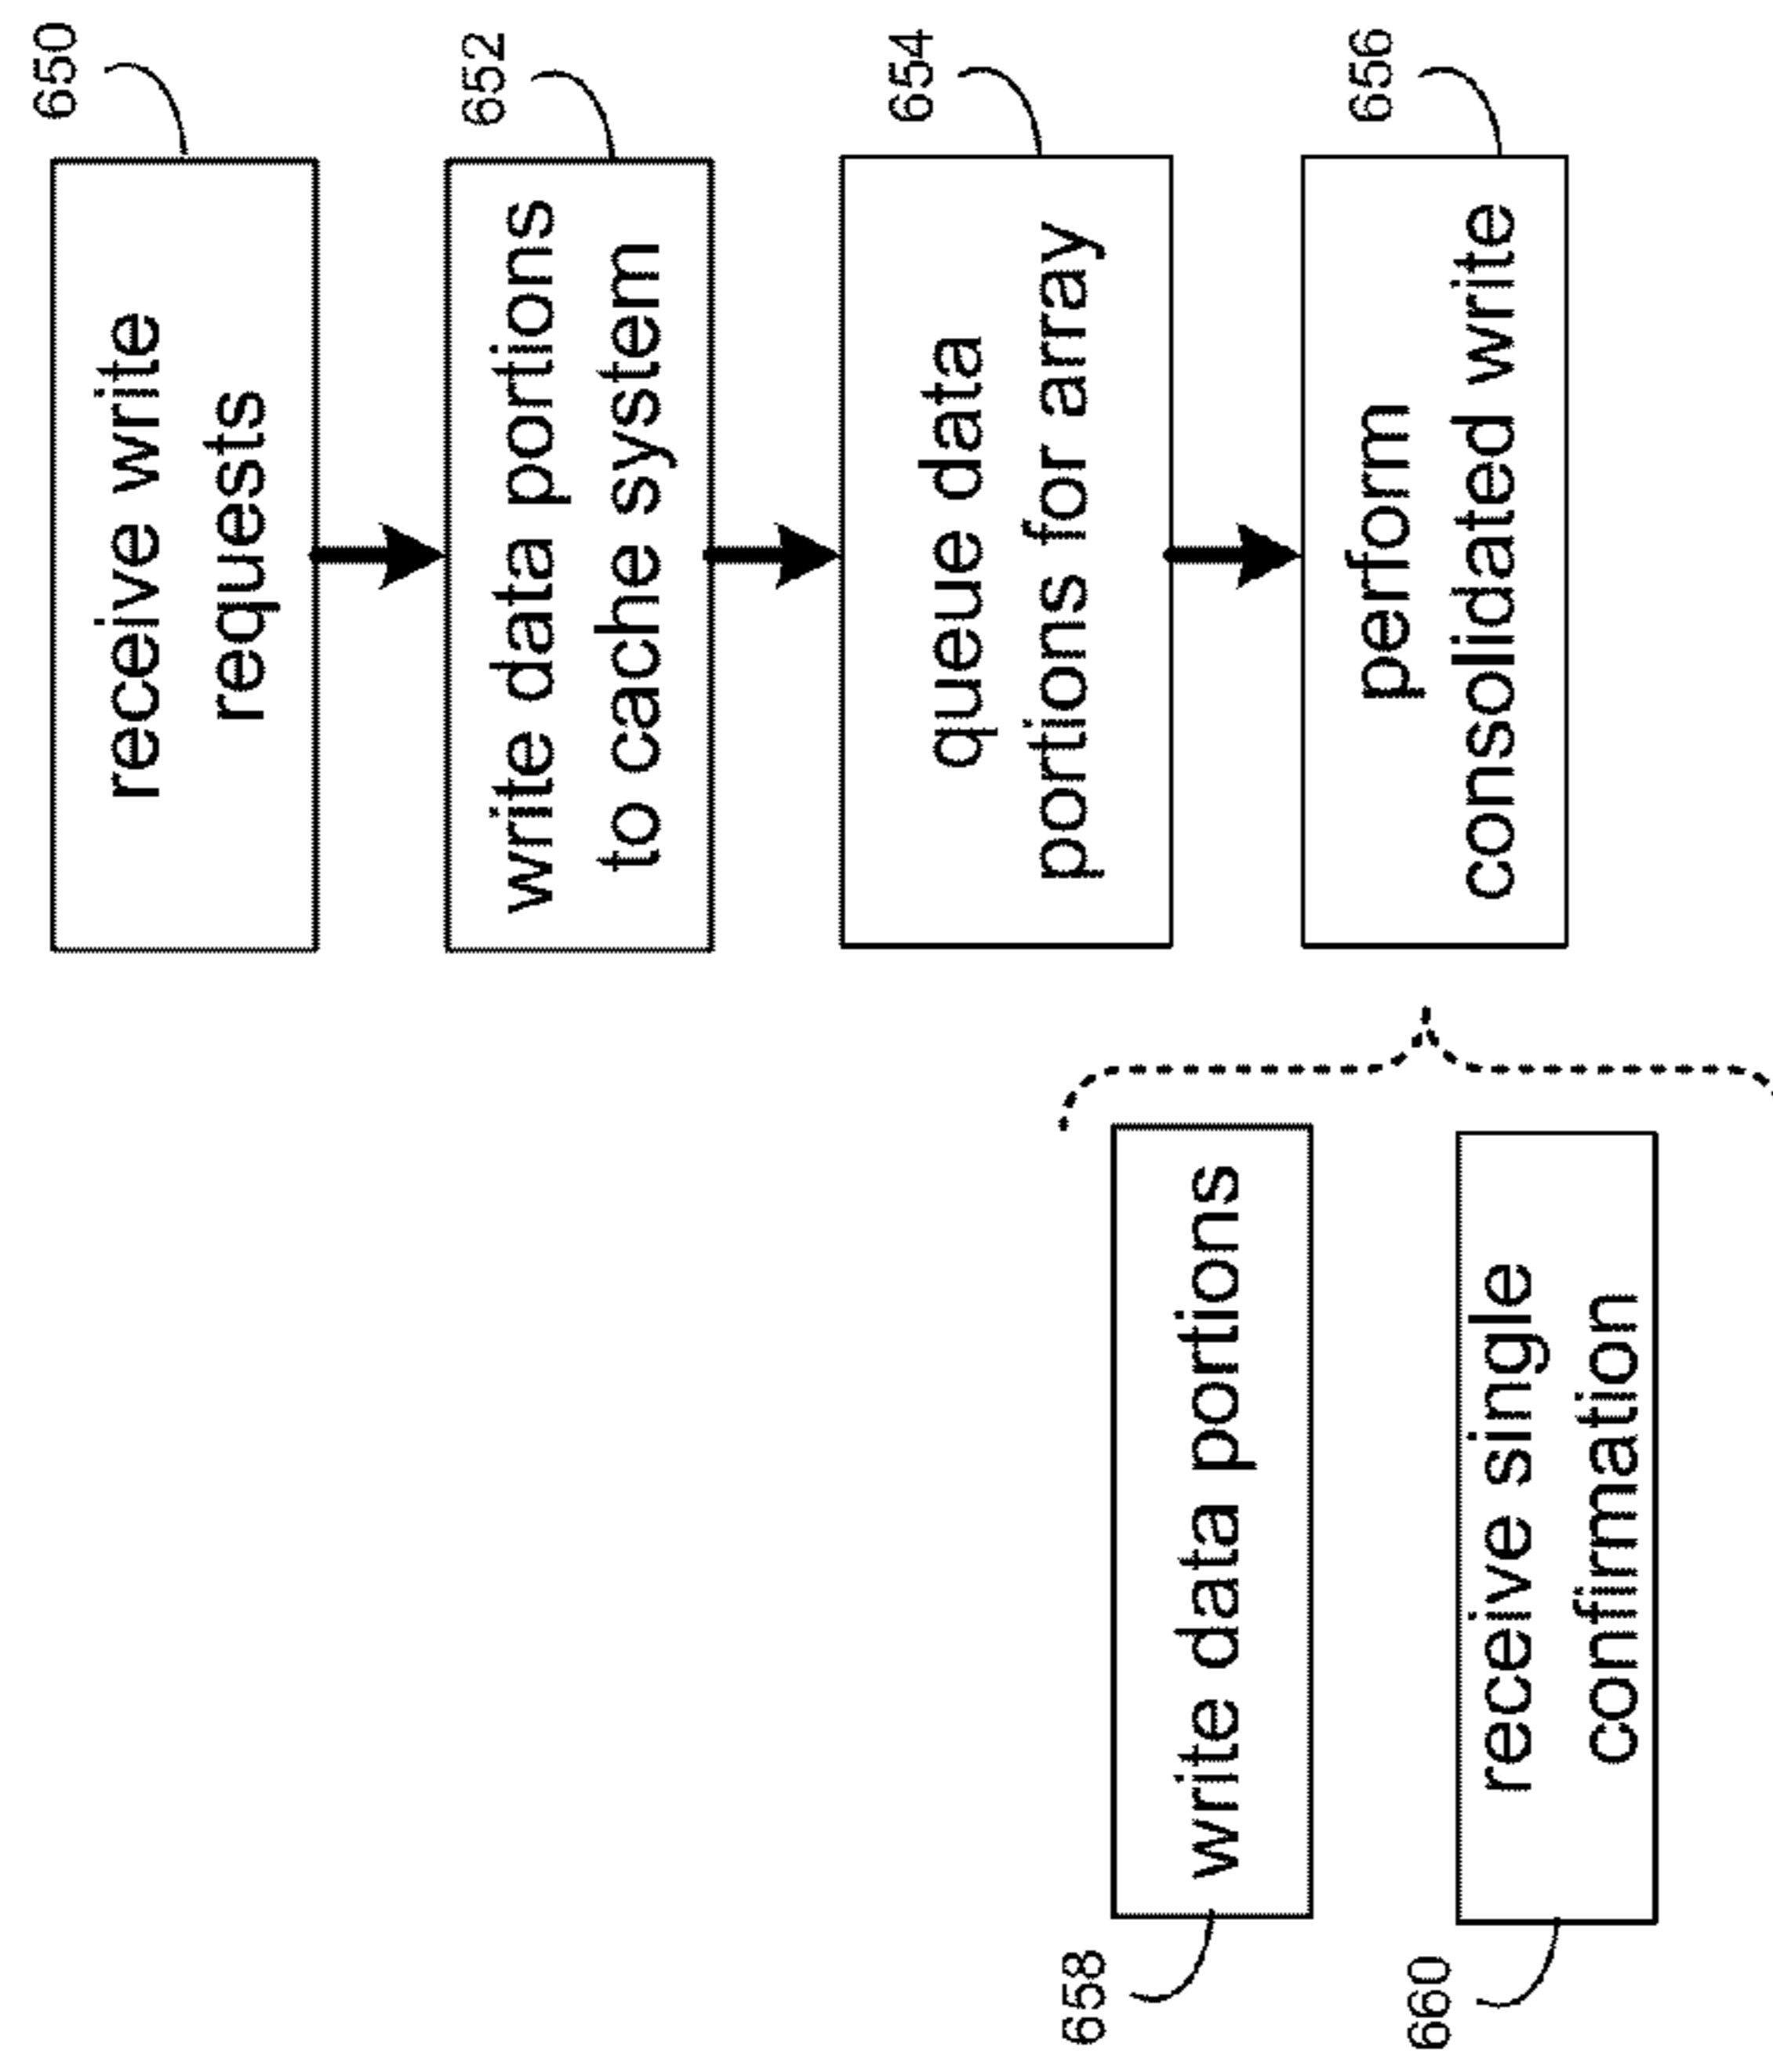 650
receive write
requests
652
write data portions
to cache system
654
queue data
portions for array
656
perform
consolidated write
658
write data portions
660
receive single
confirmation